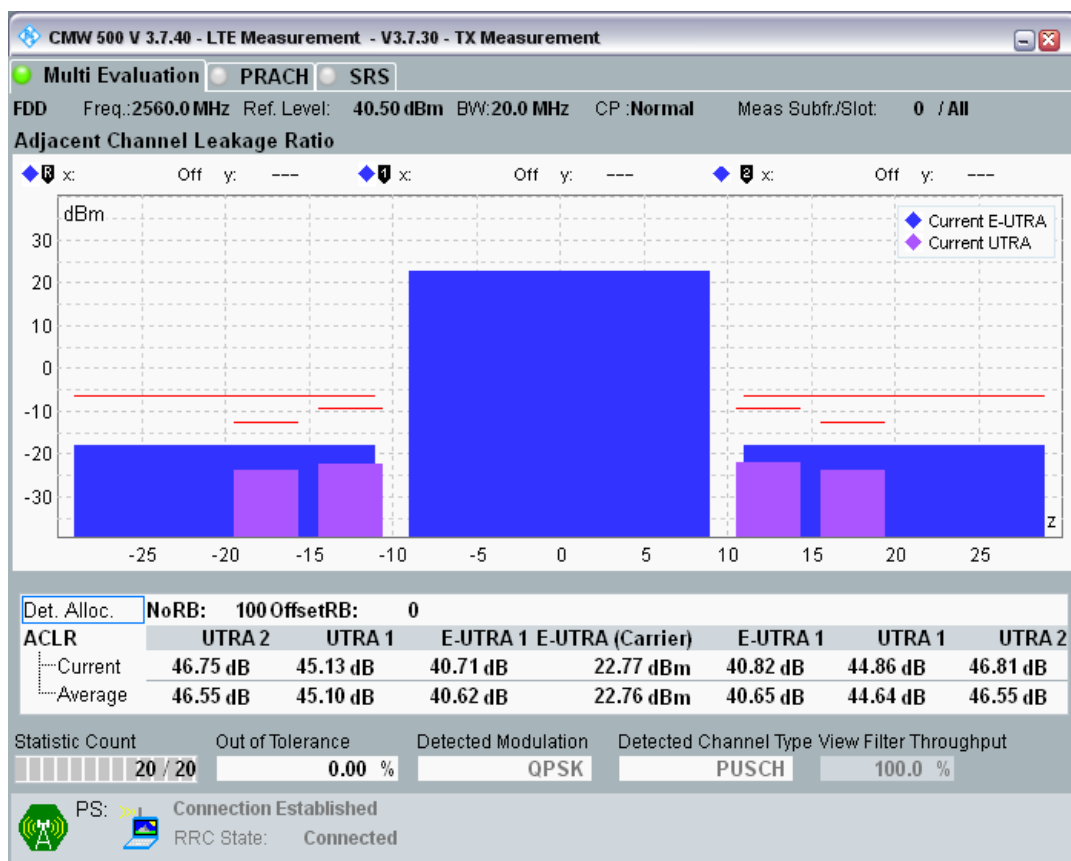 CMW 500 V 3.7.40 - LTE Measurement - V3.7.30 - TX Measurement
Multi Evaluation PRACH SRS
FDD Freq.:2560.0 MHz Ref. Level: 40.50 dBm BW:20.0 MHz CP :Normal Meas Subfr./Slot: 0 / All
Adjacent Channel Leakage Ratio
R x: Off y: --- 1 x: Off y: --- 2 x: Off y: ---
dBm
Current E-UTRA
Current UTRA
30
20
10
0
-10
-20
-30
z
-25 -20 -15 -10 -5 0 5 10 15 20 25
Det. Alloc. NoRB: 100 OffsetRB: 0
ACLR UTRA 2 UTRA 1 E-UTRA 1 E-UTRA (Carrier) E-UTRA 1 UTRA 1 UTRA 2
Current 46.75 dB 45.13 dB 40.71 dB 22.77 dBm 40.82 dB 44.86 dB 46.81 dB
Average 46.55 dB 45.10 dB 40.62 dB 22.76 dBm 40.65 dB 44.64 dB 46.55 dB
Statistic Count Out of Tolerance Detected Modulation Detected Channel Type View Filter Throughput
20 / 20 0.00 % QPSK PUSCH 100.0 %
PS: Connection Established
RRC State: Connected